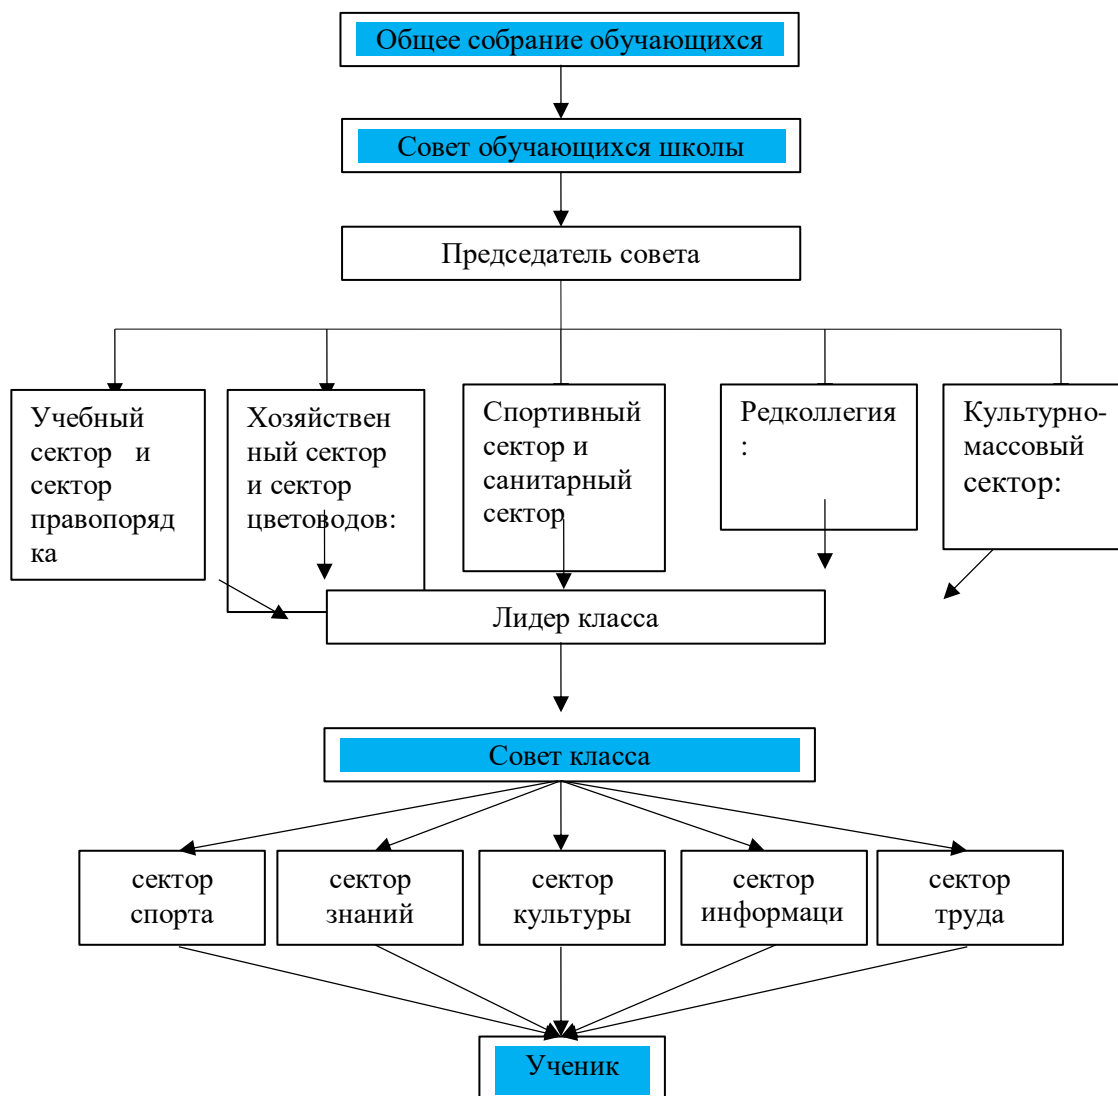 Общее собрание обучающихся
Совет обучающихся школы
Председатель совета
Учебный
сектор и
сектор
правопоряд
ка
Хозяйствен
ный сектор
и сектор
цветоводов:
Спортивный
сектор и
санитарный
сектор
Редколлегия
:
Культурно-
массовый
сектор:
Лидер класса
Совет класса
сектор
спорта
сектор
знаний
сектор
культуры
сектор
информаци
сектор
труда
Ученик